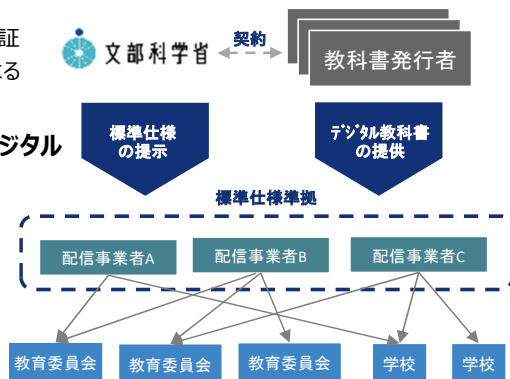 証
文部科学省
契約
教科書発行者
る
ジタル
標準仕様
の提示
デジタル教科書
の提供
標準仕様準拠
配信事業者A
配信事業者B
配信事業者C
教育委員会
教育委員会
教育委員会
学校
学校